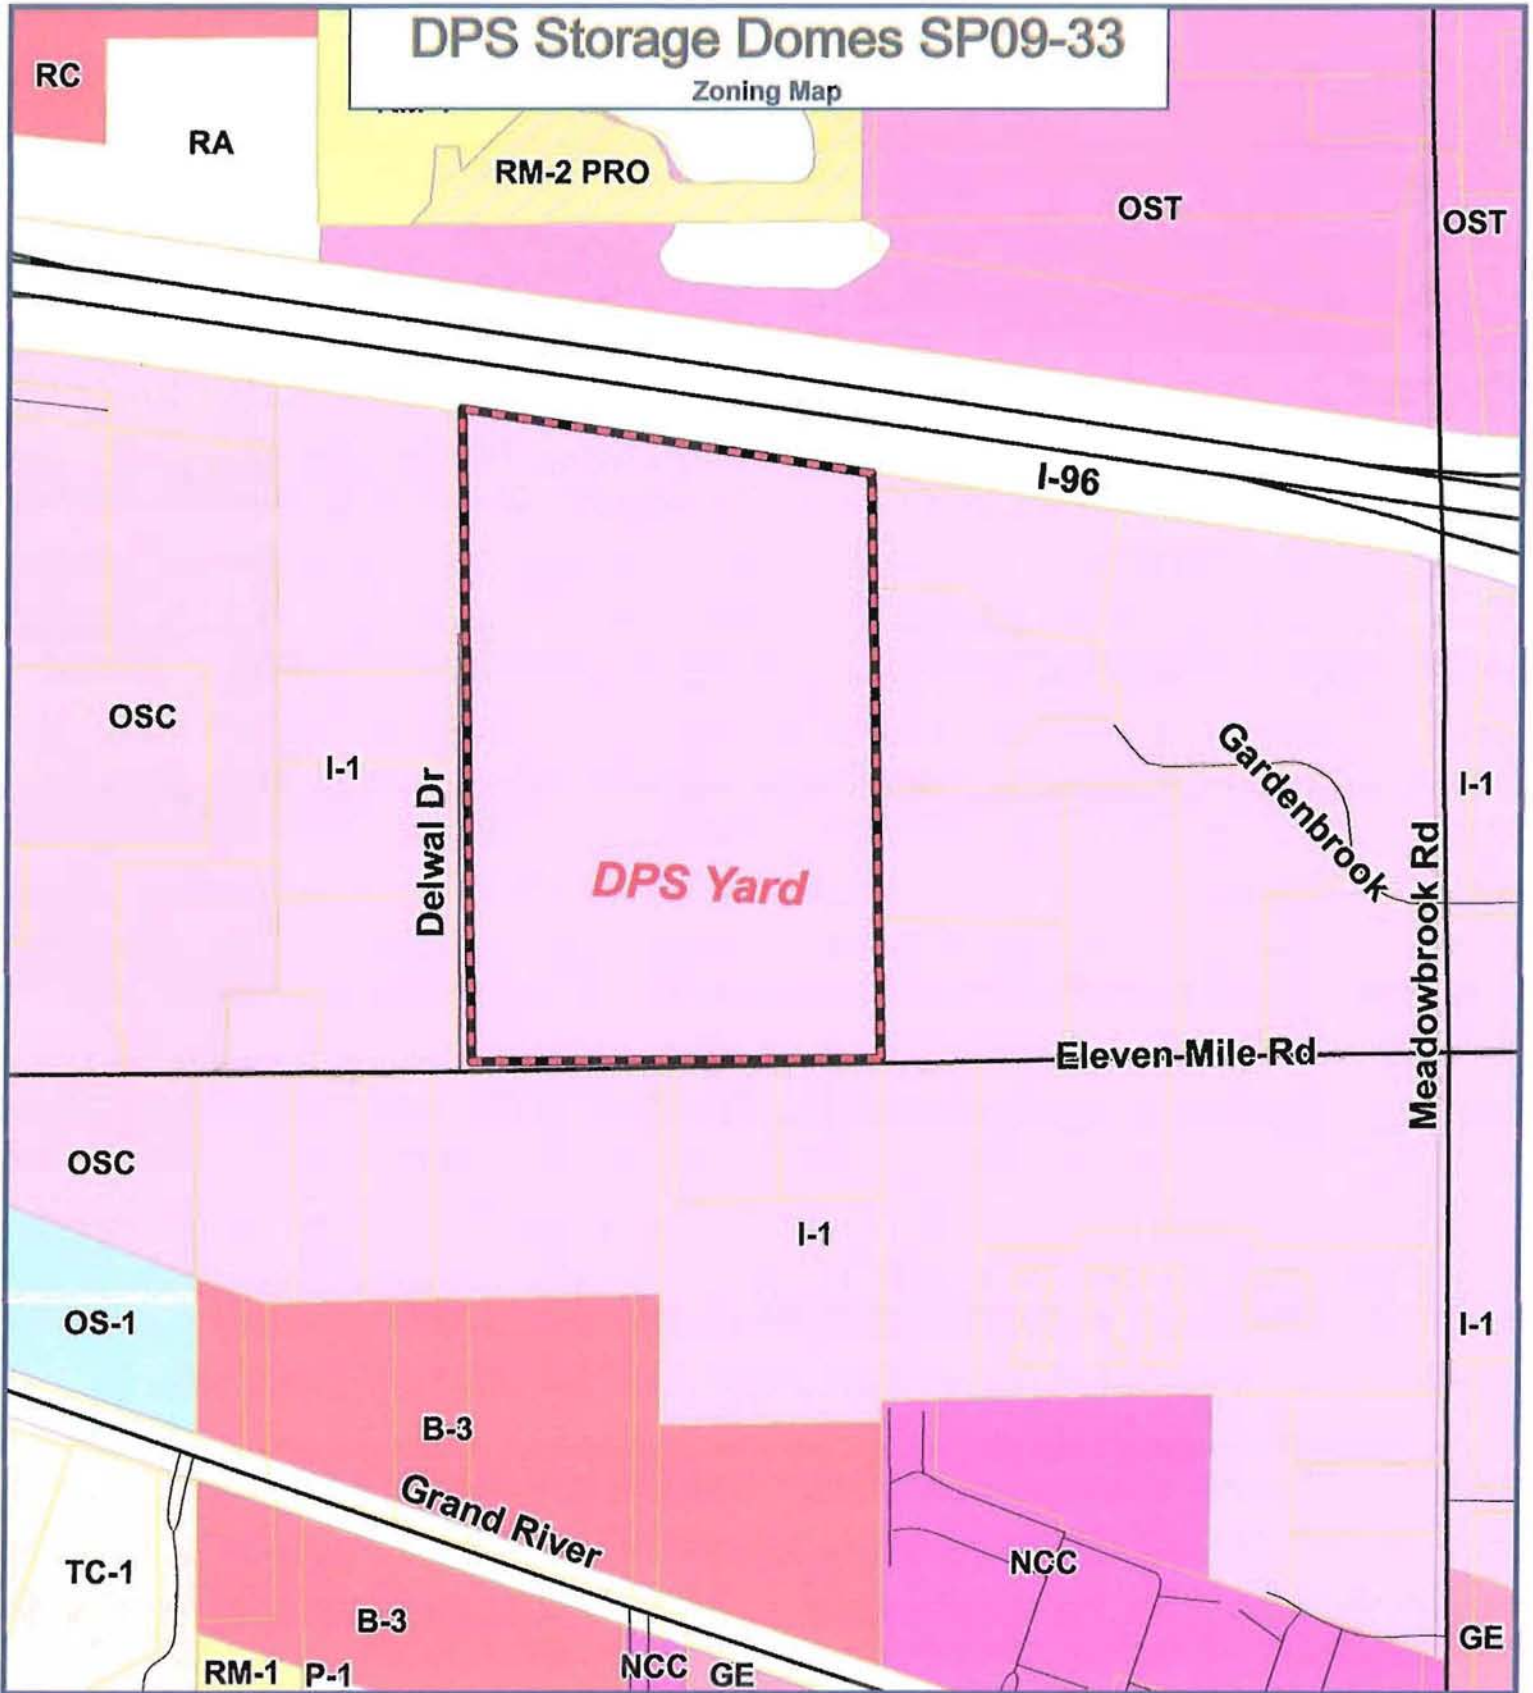 DPS Storage Domes SP09-33
Zoning Map
RC
RA
RM-2 PRO
OST
OST
I-96
OSC
I-1
Delwal Dr
DPS Yard
Gardenbrook
I-1
Meadowbrook Rd
Eleven-Mile-Rd
OSC
I-1
OS-1
I-1
B-3
Grand River
TC-1
NCC
B-3
GE
RM-1
P-1
NCC
GE